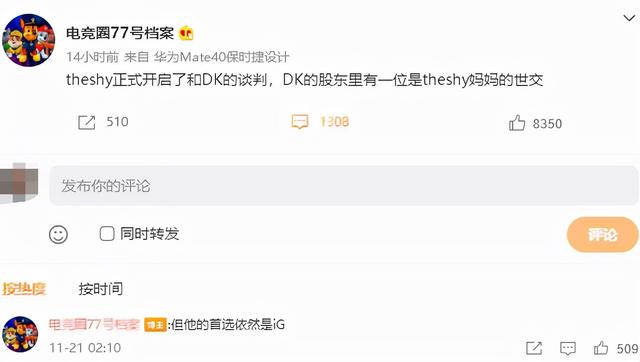 电竞圈77号档案
14小时前 来自 华为Mate40保时捷设计
theshy正式开启了和DK的谈判，DK的股东里有一位是theshy妈妈的世交
510 1308 8350
发布你的评论
同时转发 评论
按热度 按时间
电竞圈77号档案 博主 :但他的首选依然是iG
11-21 02:10 509